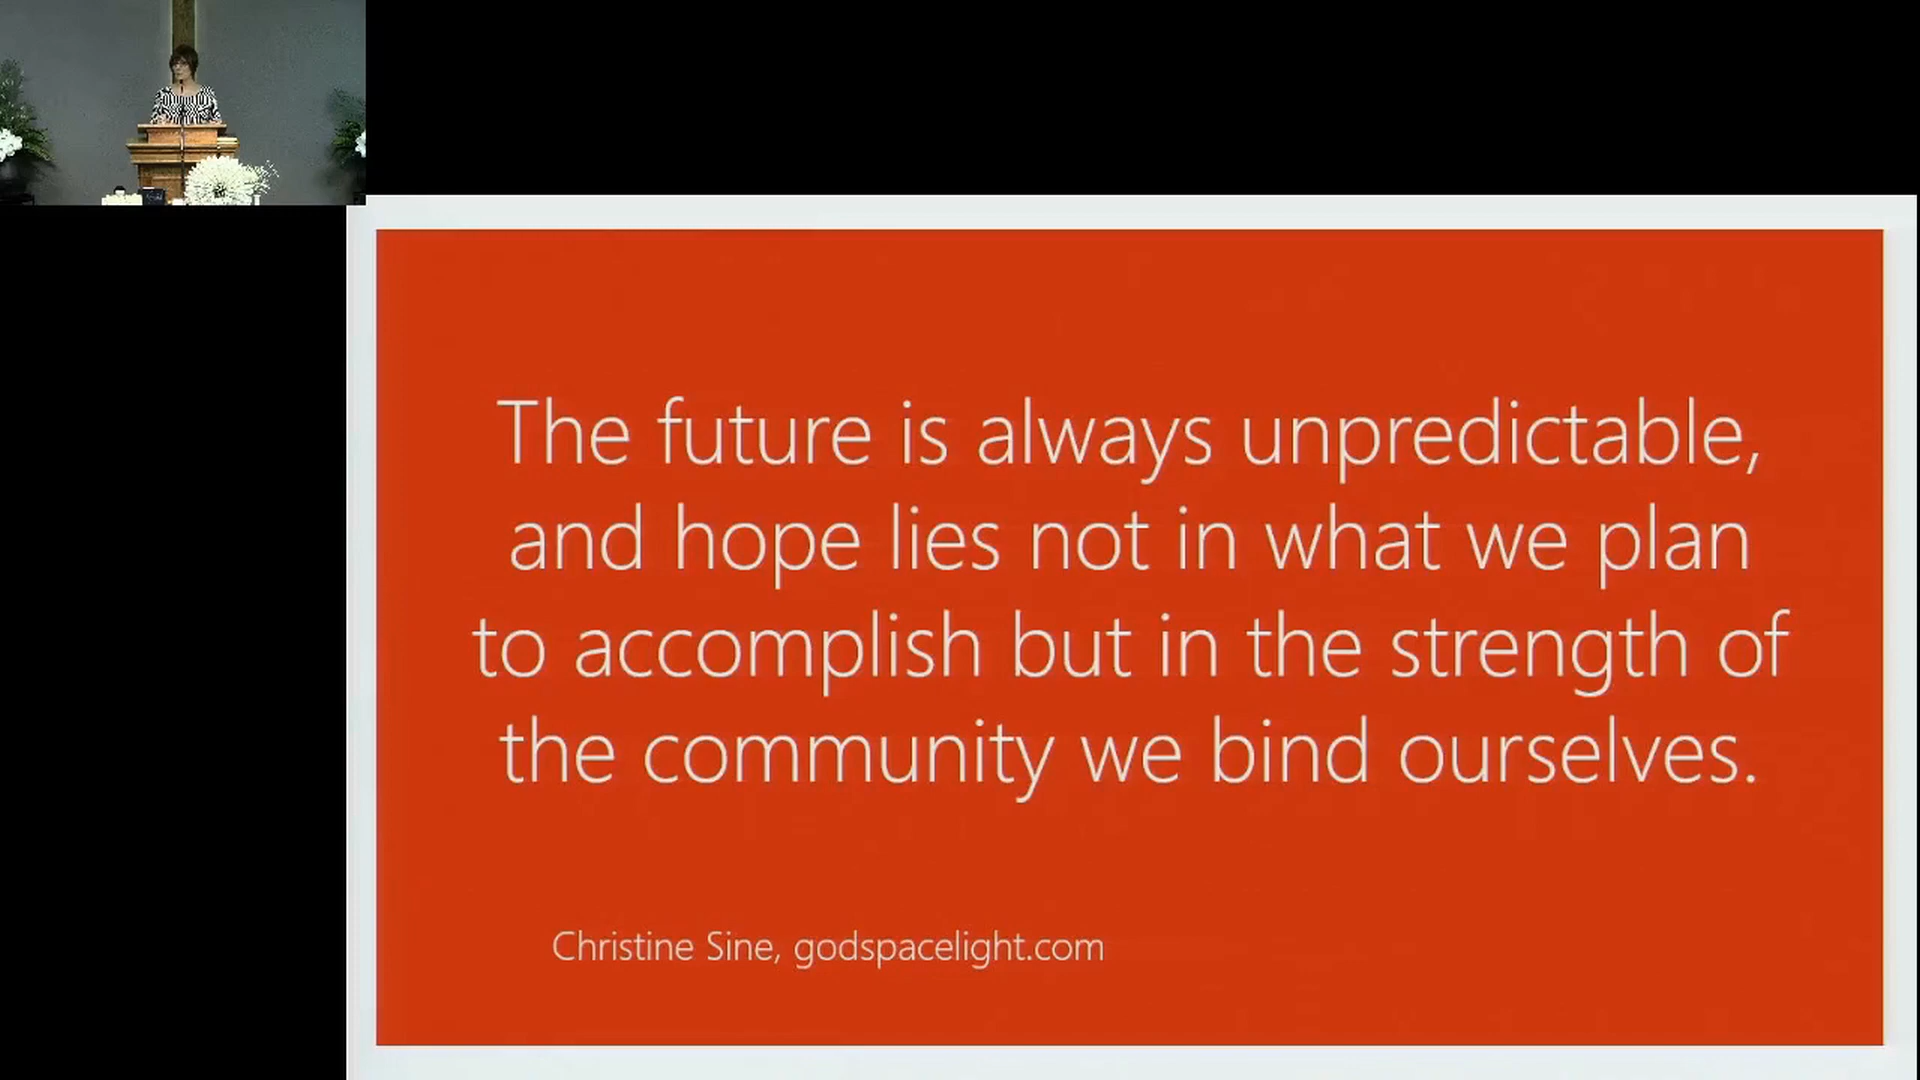 The future is always unpredictable,
and hope lies not in what we plan
to accomplish but in the strength of
the community we bind ourselves.
Christine Sine, godspacelight.com